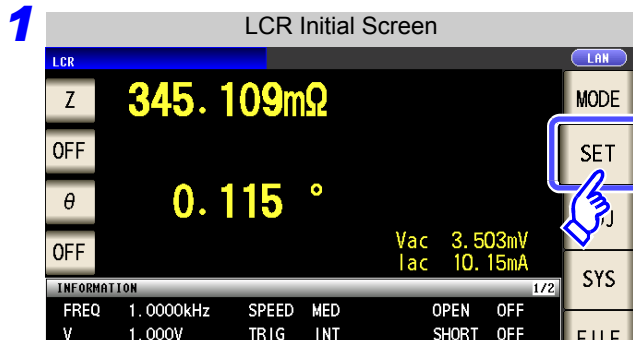 1
LCR Initial Screen
LCR
LAN
Z 345.109mΩ
MODE
OFF
SET
θ 0.115 °
OFF
Vac 3.503mV
Iac 10.15mA
SYS
INFORMATION 1/2
FREQ 1.0000kHz SPEED MED OPEN OFF
V 1.000V TRIG INT SHORT OFF
FILE